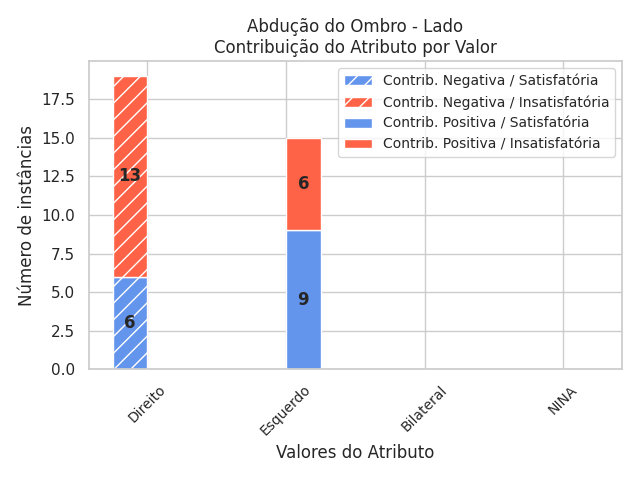 Abdução do Ombro - Lado
Contribuição do Atributo por Valor
Contrib. Negativa / Satisfatória
Contrib. Negativa / Insatisfatória
Contrib. Positiva / Satisfatória
Contrib. Positiva / Insatisfatória
Número de instâncias
17.5
15.0
12.5
10.0
7.5
5.0
2.5
0.0
13
6
6
9
Direito
Esquerdo
Bilateral
NINA
Valores do Atributo